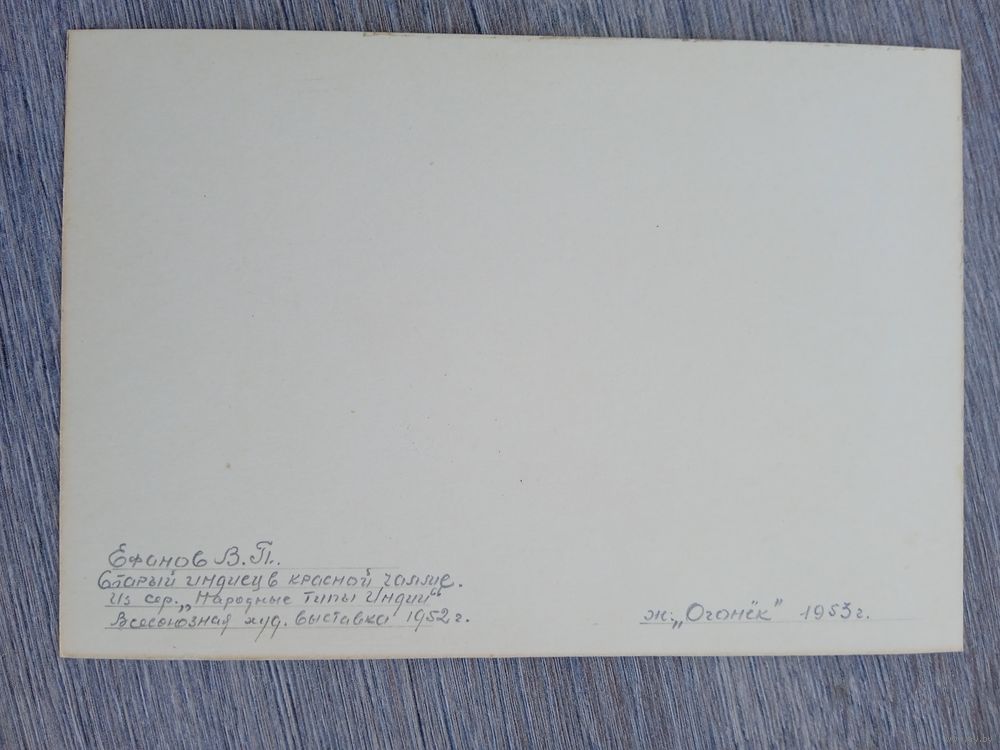 Ефанов В.П.
Старый индиец в красной чалме.
Из сер. „Народные типы Индии“
Всесоюзная худ. выставка 1952 г.
ж. „Огонёк“ 1953 г.